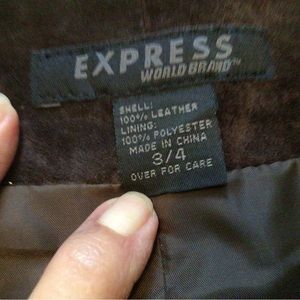 EXPRESS
WORLD BRAND™
SHELL:
100% LEATHER
LINING:
100% POLYESTER
MADE IN CHINA
3/4
OVER FOR CARE